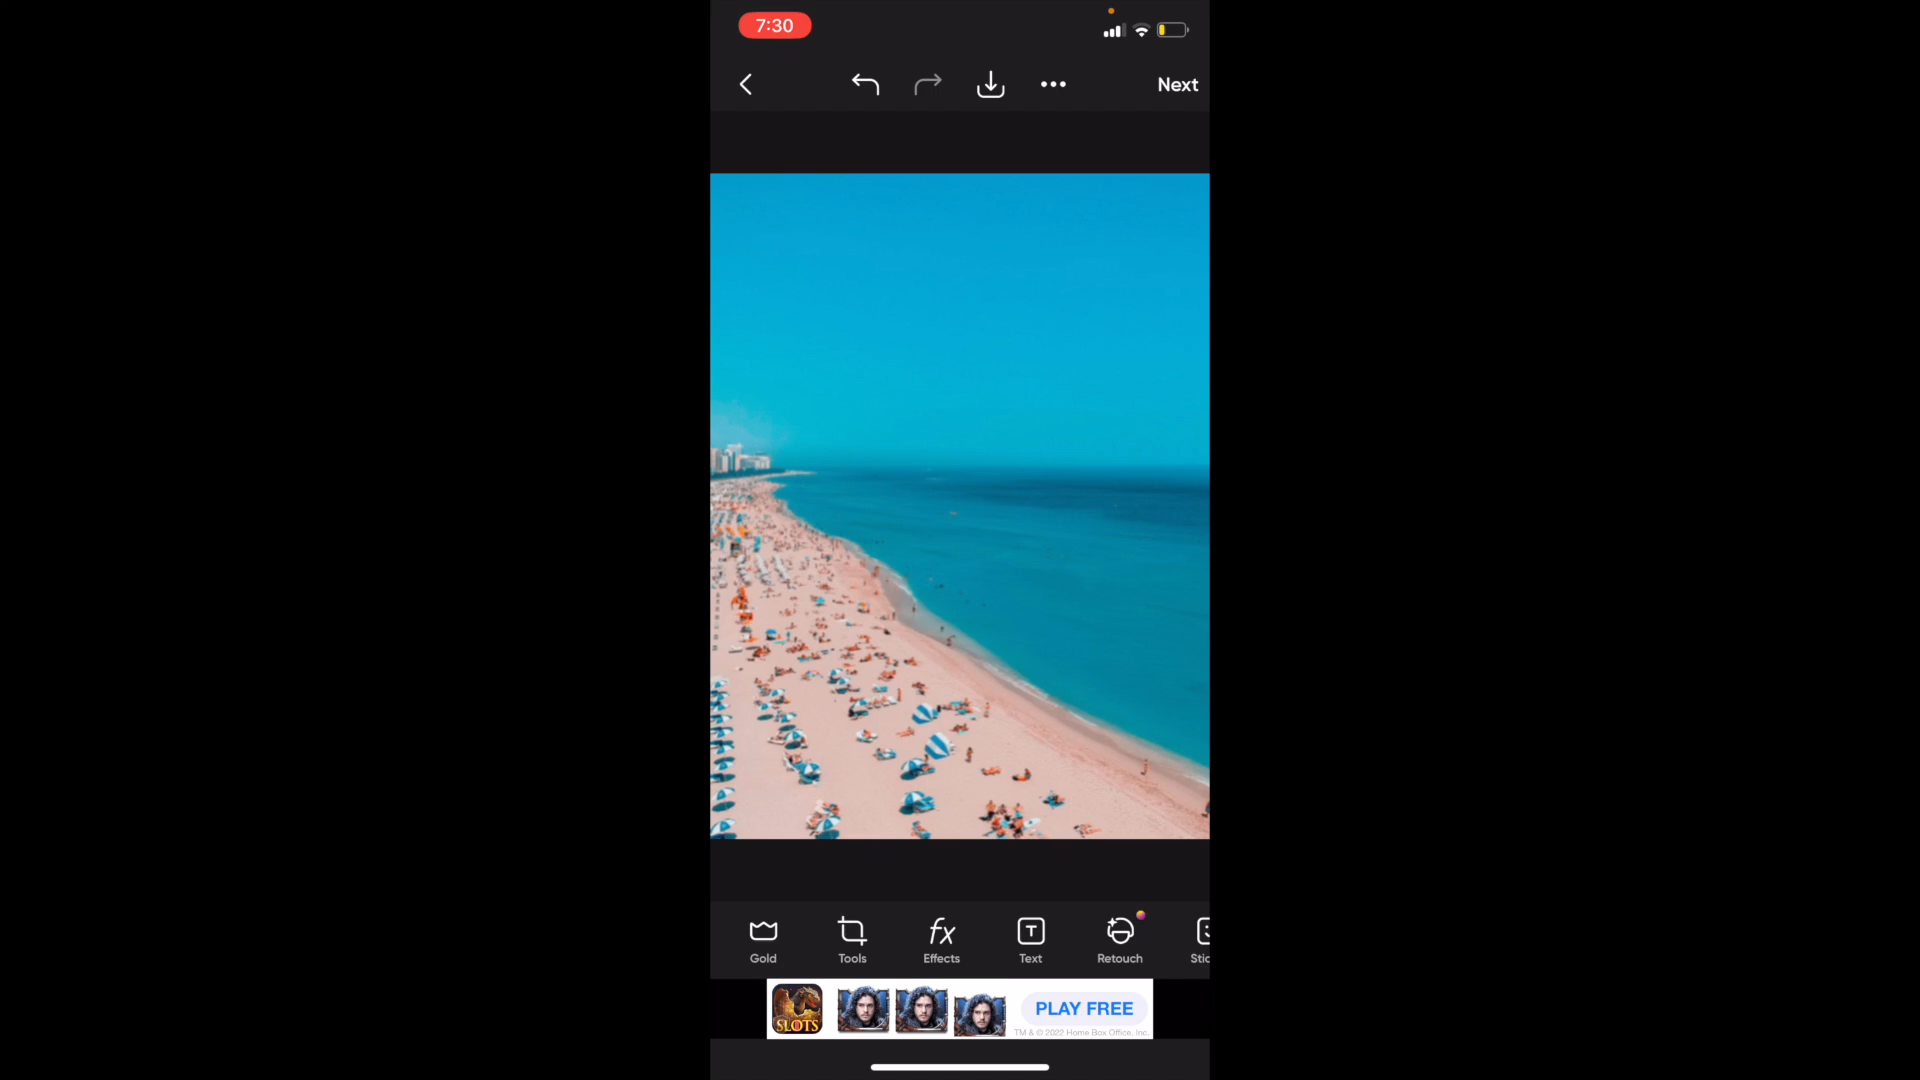 7:30
Next
Gold
Tools
Effects
Text
Retouch
Stic
SLOTS
PLAY FREE
TM & © 2022 Home Box Office, Inc.